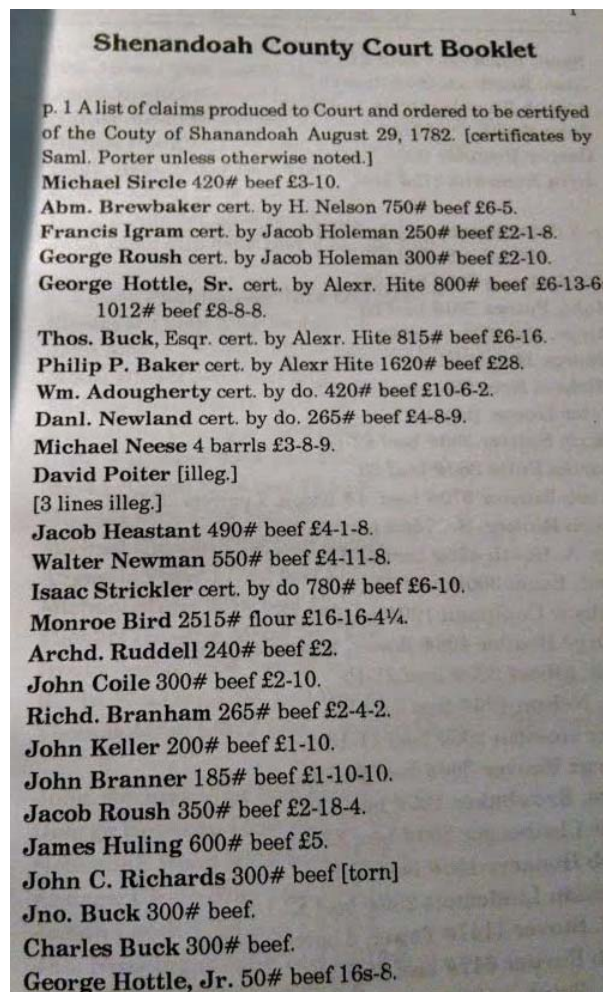 Shenandoah County Court Booklet
p. 1 A list of claims produced to Court and ordered to be certifyed
of the Couty of Shanandoah August 29, 1782. [certificates by
Saml. Porter unless otherwise noted.]
Michael Sircle 420# beef £3-10.
Abm. Brewbaker cert. by H. Nelson 750# beef £6-5.
Francis Igram cert. by Jacob Holeman 250# beef £2-1-8.
George Roush cert. by Jacob Holeman 300# beef £2-10.
George Hottle, Sr. cert. by Alexr. Hite 800# beef £6-13-6
1012# beef £8-8-8.
Thos. Buck, Esqr. cert. by Alexr. Hite 815# beef £6-16.
Philip P. Baker cert. by Alexr Hite 1620# beef £28.
Wm. Adougherty cert. by do. 420# beef £10-6-2.
Danl. Newland cert. by do. 265# beef £4-8-9.
Michael Neese 4 barrls £3-8-9.
David Poiter [illeg.]
[3 lines illeg.]
Jacob Heastant 490# beef £4-1-8.
Walter Newman 550# beef £4-11-8.
Isaac Strickler cert. by do 780# beef £6-10.
Monroe Bird 2515# flour £16-16-4¼.
Archd. Ruddell 240# beef £2.
John Coile 300# beef £2-10.
Richd. Branham 265# beef £2-4-2.
John Keller 200# beef £1-10.
John Branner 185# beef £1-10-10.
Jacob Roush 350# beef £2-18-4.
James Huling 600# beef £5.
John C. Richards 300# beef [torn]
Jno. Buck 300# beef.
Charles Buck 300# beef.
George Hottle, Jr. 50# beef 16s-8.